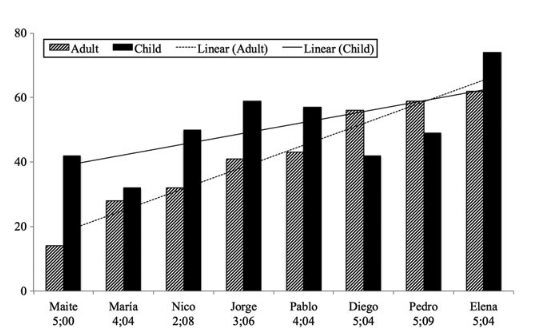 80
Adult Child Linear (Adult) Linear (Child)
60
40
20
0
Maite María Nico Jorge Pablo Diego Pedro Elena
5;00 4;04 2;08 3;06 4;04 5;04 5;09 5;04